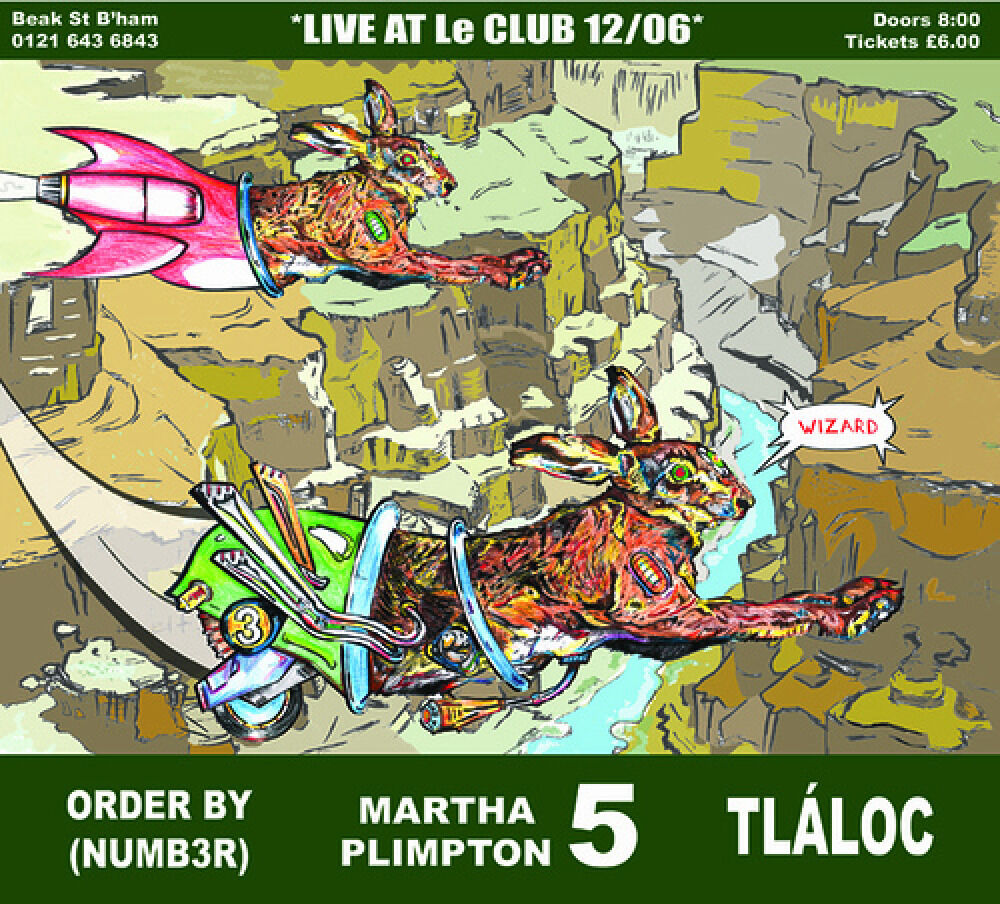 Beak St B'ham
0121 643 6843
*LIVE AT Le CLUB 12/06*
Doors 8:00
Tickets £6.00
WIZARD
3
ORDER BY
(NUMB3R)
MARTHA
PLIMPTON
5
TLÁLOC